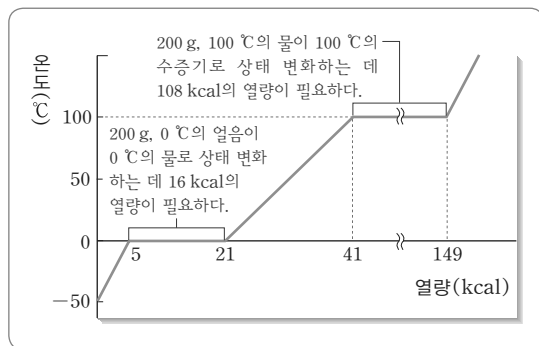 200 g, 100 ℃의 물이 100 ℃의
수증기로 상태 변화하는 데
108 kcal의 열량이 필요하다.
온도(℃)
100
200 g, 0 ℃의 얼음이
0 ℃의 물로 상태 변화
하는 데 16 kcal의
열량이 필요하다.
50
0
5 21 41 149
열량(kcal)
-50